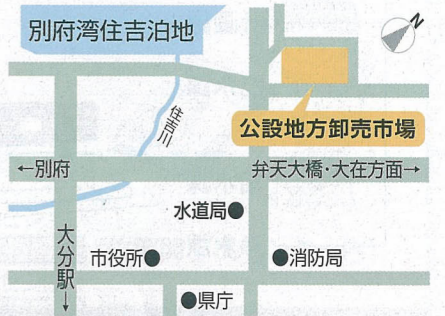 別府湾住吉泊地
N
住吉川
公設地方卸売市場
←別府
弁天大橋・大在方面→
水道局●
大分駅↓
市役所●
●消防局
●県庁